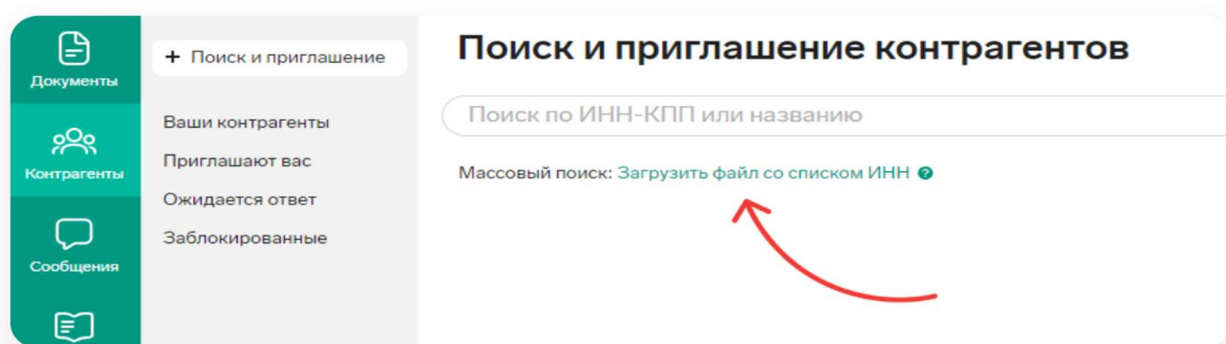 Документы
Контрагенты
Сообщения
+ Поиск и приглашение
Ваши контрагенты
Приглашают вас
Ожидается ответ
Заблокированные
Поиск и приглашение контрагентов
Поиск по ИНН-КПП или названию
Массовый поиск: Загрузить файл со списком ИНН ?